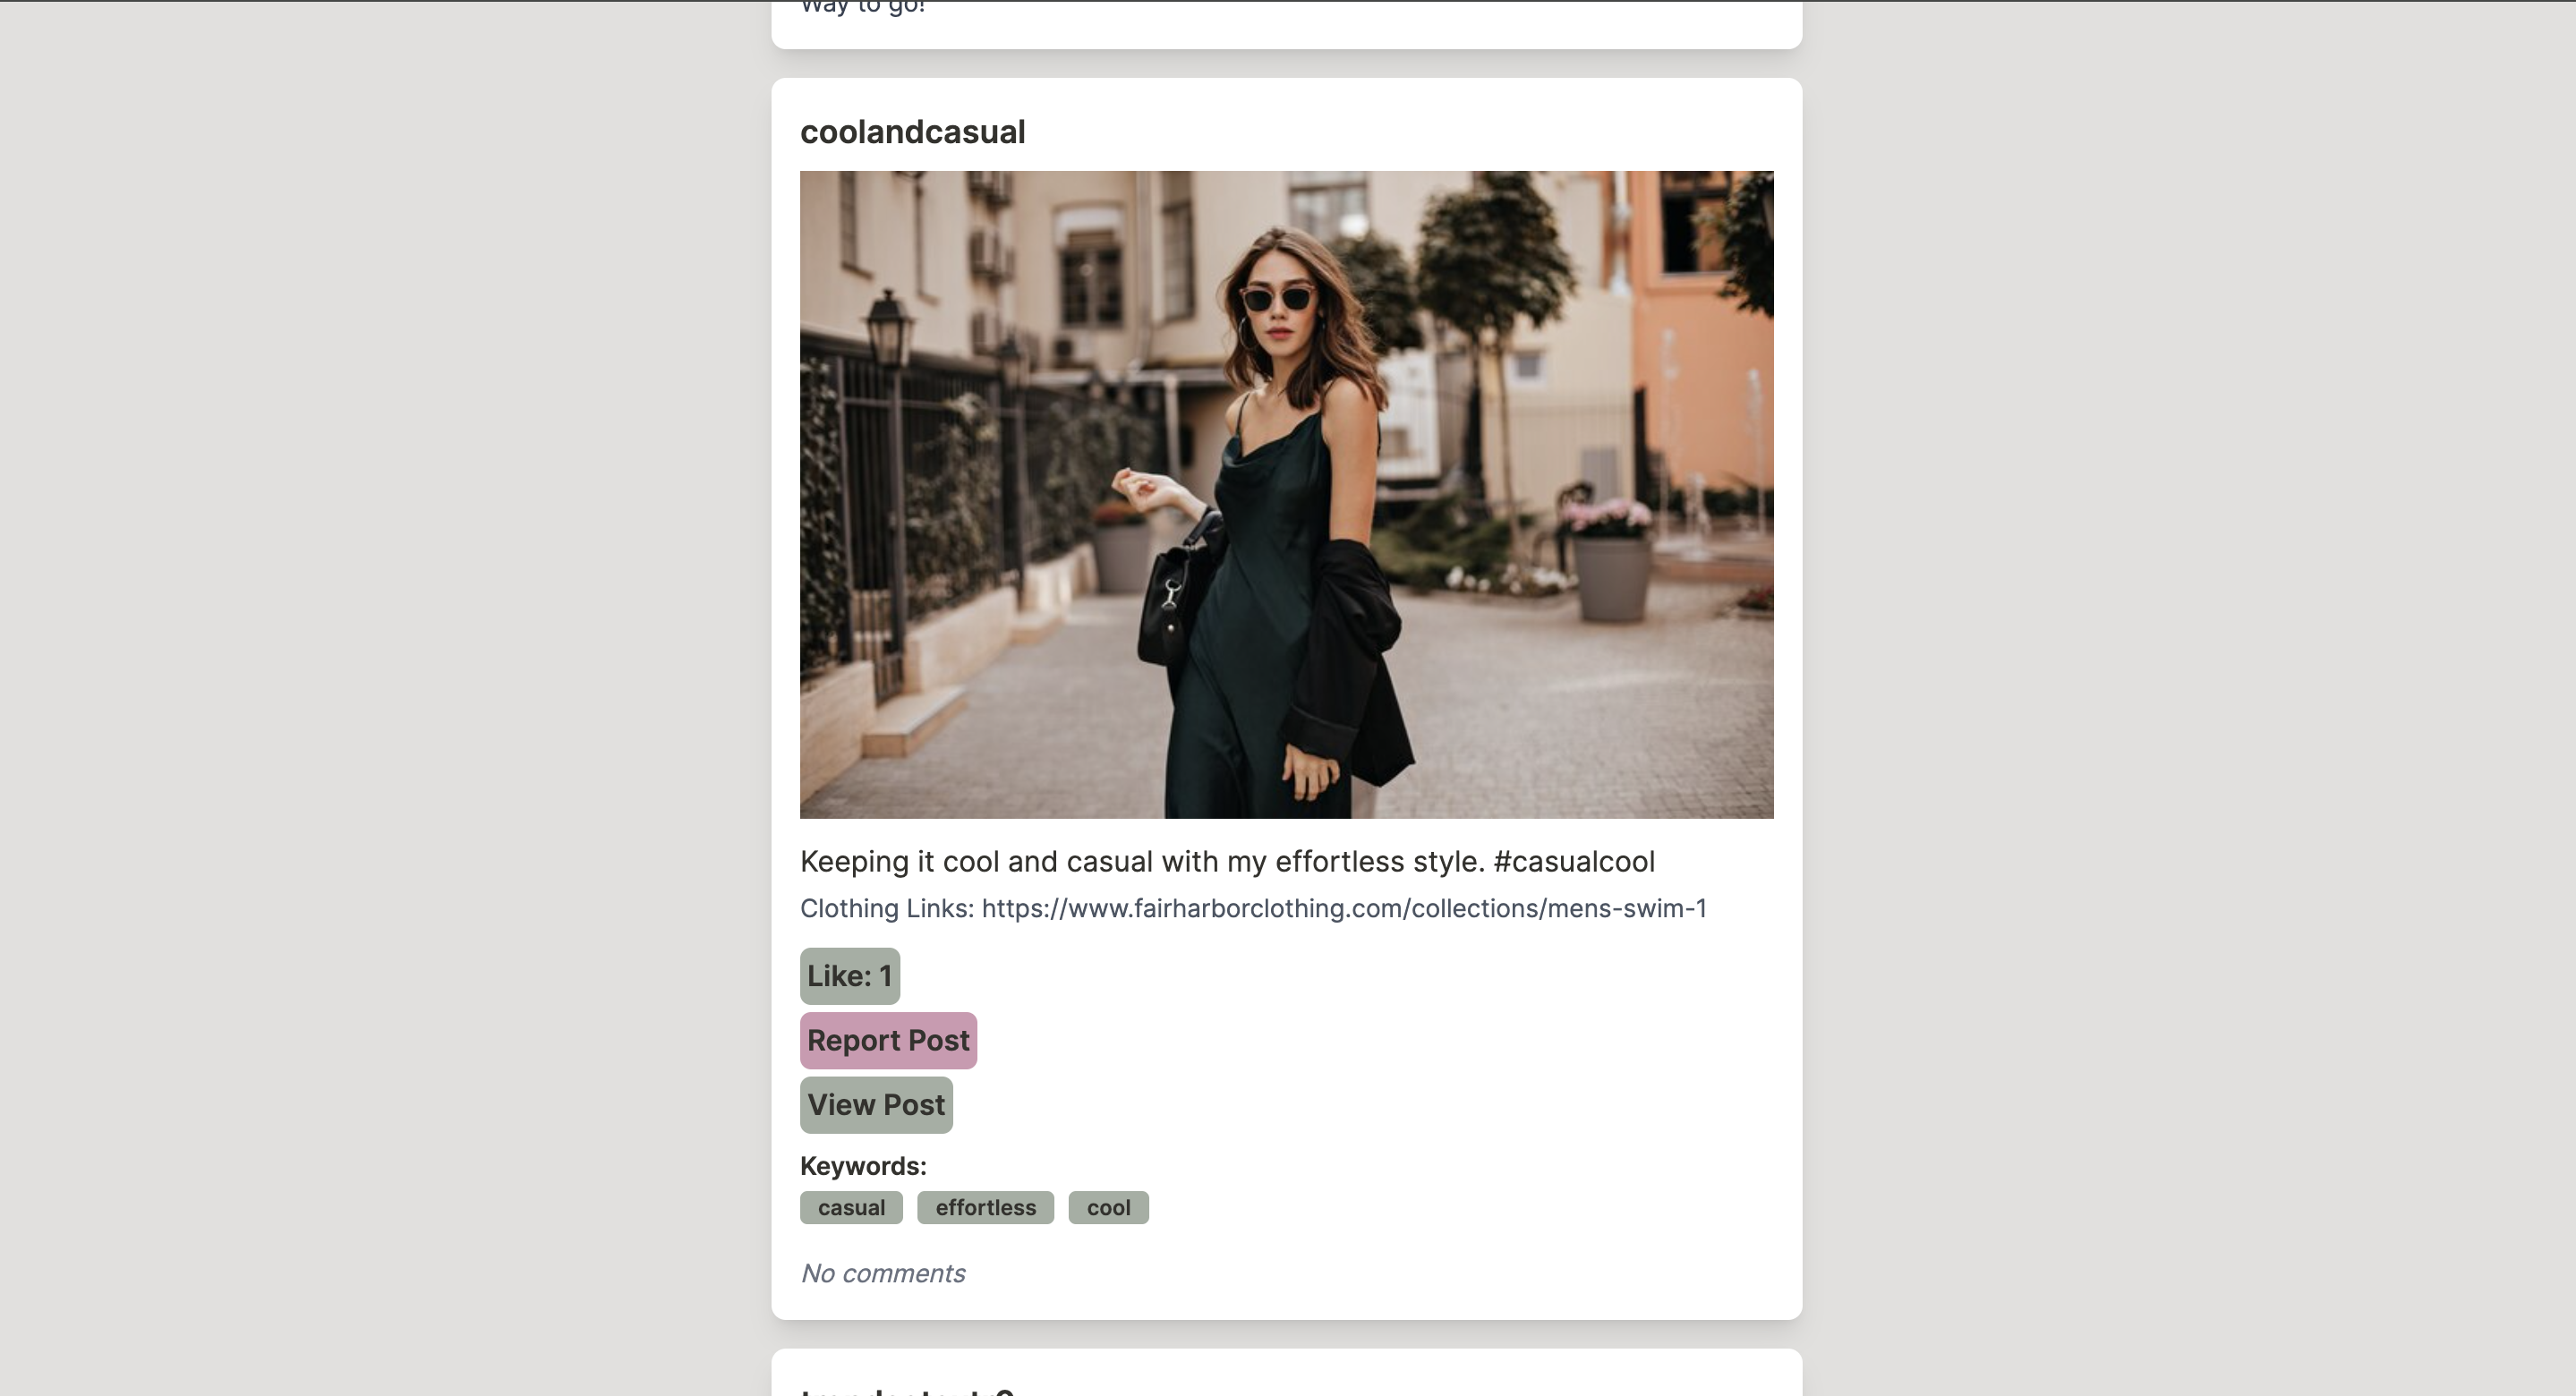 Way to go!
coolandcasual
Keeping it cool and casual with my effortless style. #casualcool
Clothing Links: https://www.fairharborclothing.com/collections/mens-swim-1
Like: 1
Report Post
View Post
Keywords:
casual effortless cool
No comments